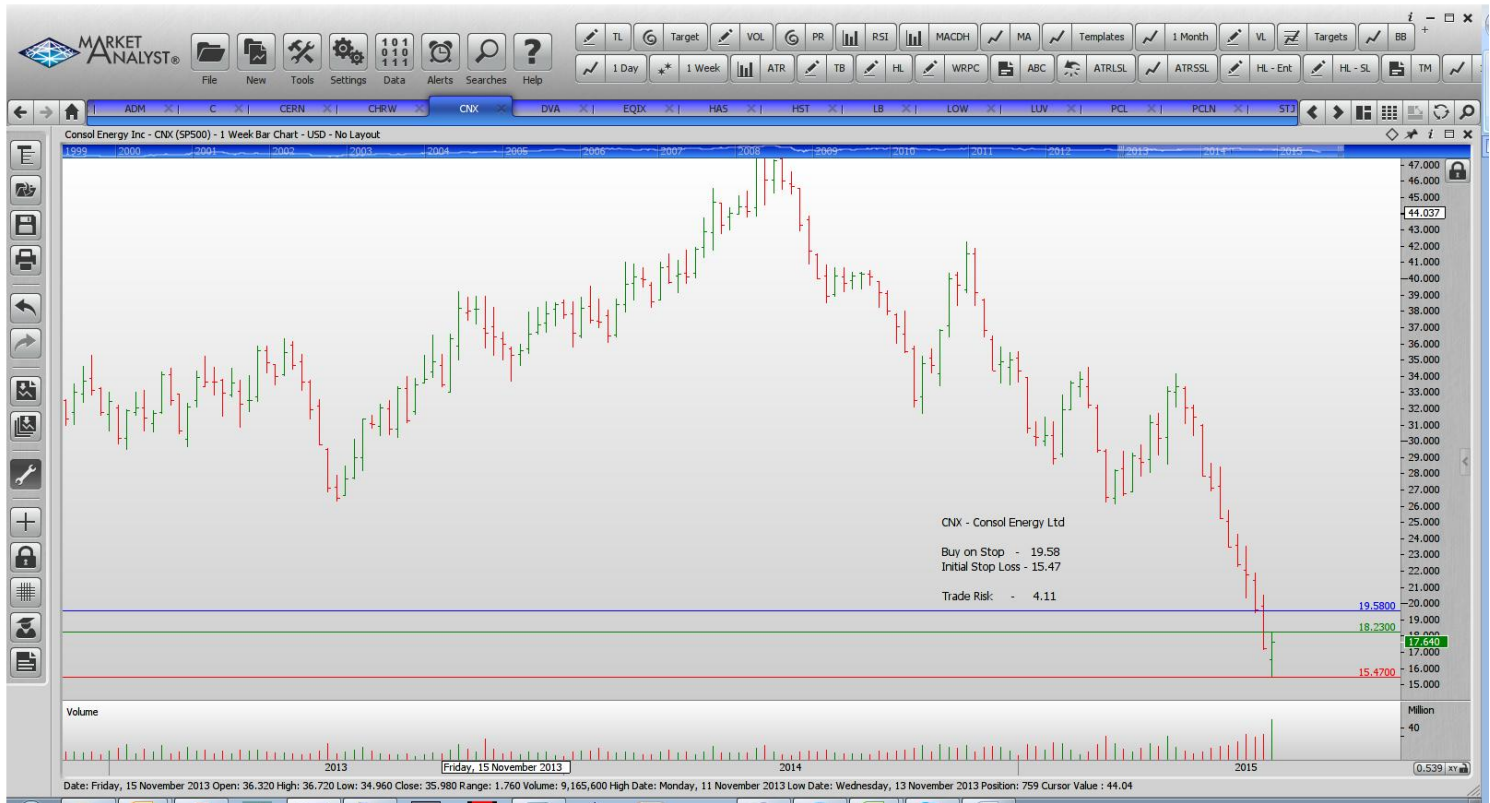 MARKET
ANALYST®
File New Tools Settings Data Alerts Searches Help
101
010
111
TL Target VOL PR RSI MACDH MA Templates 1 Month VL Targets BB
1 Day 1 Week ATR TB HL WRPC ABC ATRLSL ATRSSL HL - Ent HL - SL TM
ADM C CERN CHRW CNX DVA EQIX HAS HST LB LOW LUV PCL PCLN STJ
Consol Energy Inc - CNX (SP500) - 1 Week Bar Chart - USD - No Layout
1999 2000 2001 2002 2003 2004 2005 2006 2007 2008 2009 2010 2011 2012 2013 2014 2015
47.000
46.000
45.000
44.037
43.000
42.000
41.000
40.000
39.000
38.000
37.000
36.000
35.000
34.000
33.000
32.000
31.000
30.000
29.000
28.000
27.000
26.000
25.000
24.000
23.000
22.000
21.000
20.000
19.000
18.000
17.640
17.000
16.000
15.000
CNX - Consol Energy Ltd
Buy on Stop - 19.58
Initial Stop Loss - 15.47
Trade Risk - 4.11
19.5800
18.2300
15.4700
Volume
Million
40
2013 Friday, 15 November 2013 2014 2015
0.539 XY
Date: Friday, 15 November 2013 Open: 36.320 High: 36.720 Low: 34.960 Close: 35.980 Range: 1.760 Volume: 9,165,600 High Date: Monday, 11 November 2013 Low Date: Wednesday, 13 November 2013 Position: 759 Cursor Value : 44.04